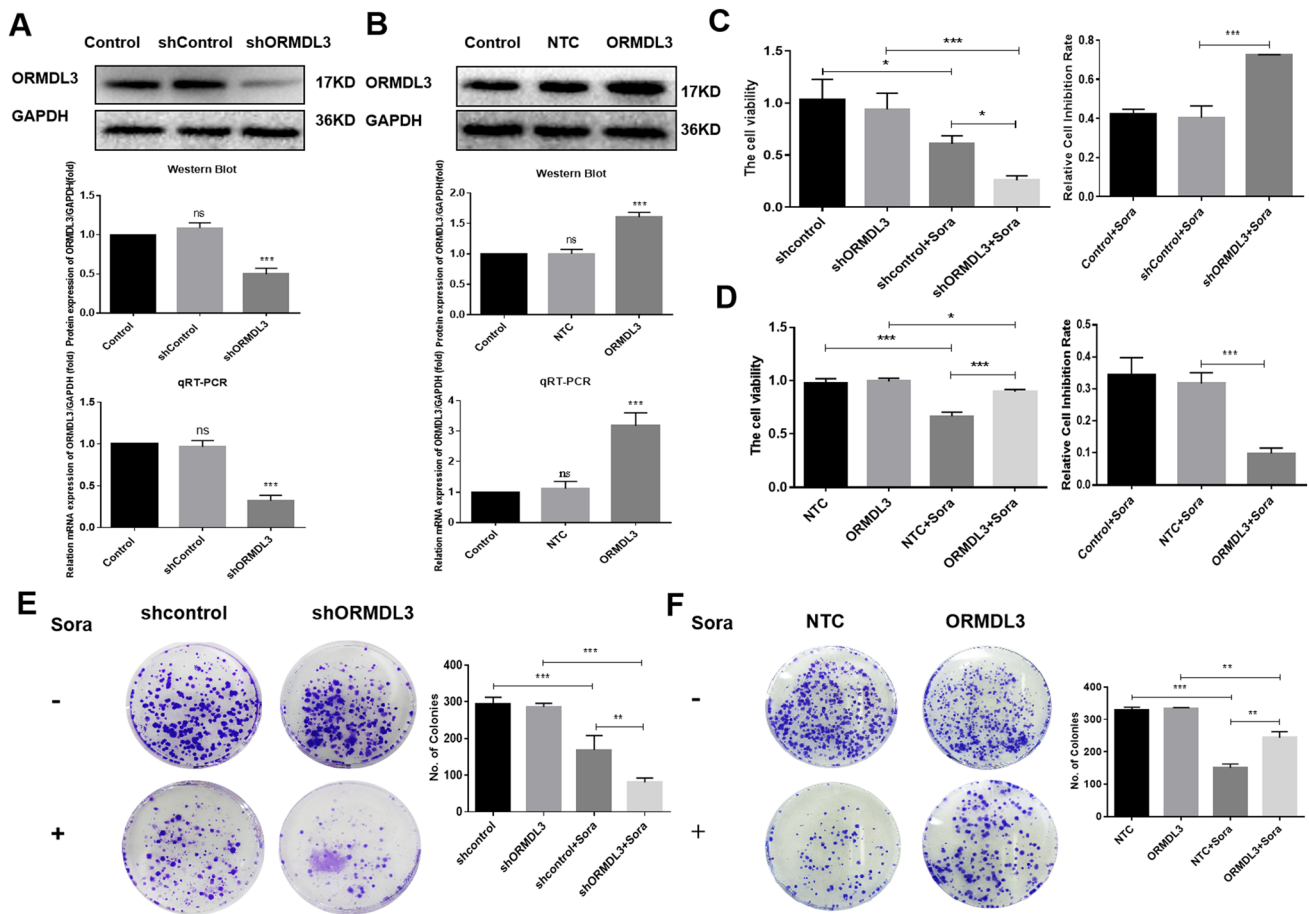 A
Control shControl shORMDL3
ORMDL3 17KD
GAPDH 36KD
Western Blot
Protein expression of ORMDL3/GAPDH(fold)
1.5
1.0
0.5
0.0
ns
***
Control
shControl
shORMDL3
qRT-PCR
Relation mRNA expression of ORMDL3/GAPDH (fold)
1.5
1.0
0.5
0.0
ns
***
Control
shControl
shORMDL3
B
Control NTC ORMDL3
ORMDL3 17KD
GAPDH 36KD
Western Blot
Protein expression of ORMDL3/GAPDH(fold)
2.0
1.5
1.0
0.5
0.0
ns
***
Control
NTC
ORMDL3
qRT-PCR
Relation mRNA expression of ORMDL3/GAPDH (fold)
4
3
2
1
0
ns
***
Control
NTC
ORMDL3
C
The cell viability
1.5
1.0
0.5
0.0
***
*
*
shcontrol
shORMDL3
shcontrol+Sora
shORMDL3+Sora
Relative Cell Inhibition Rate
0.8
0.6
0.4
0.2
0.0
***
Control+Sora
shControl+Sora
shORMDL3+Sora
D
The cell viability
1.5
1.0
0.5
0.0
*
***
***
NTC
ORMDL3
NTC+Sora
ORMDL3+Sora
Relative Cell Inhibition Rate
0.5
0.4
0.3
0.2
0.1
0.0
***
Control+Sora
NTC+Sora
ORMDL3+Sora
E
Sora shcontrol shORMDL3
-
+
No. of Colonies
400
300
200
100
0
***
***
**
shcontrol
shORMDL3
shcontrol+Sora
shORMDL3+Sora
F
Sora NTC ORMDL3
-
+
No. of Colonies
400
300
200
100
0
**
***
**
NTC
ORMDL3
NTC+Sora
ORMDL3+Sora